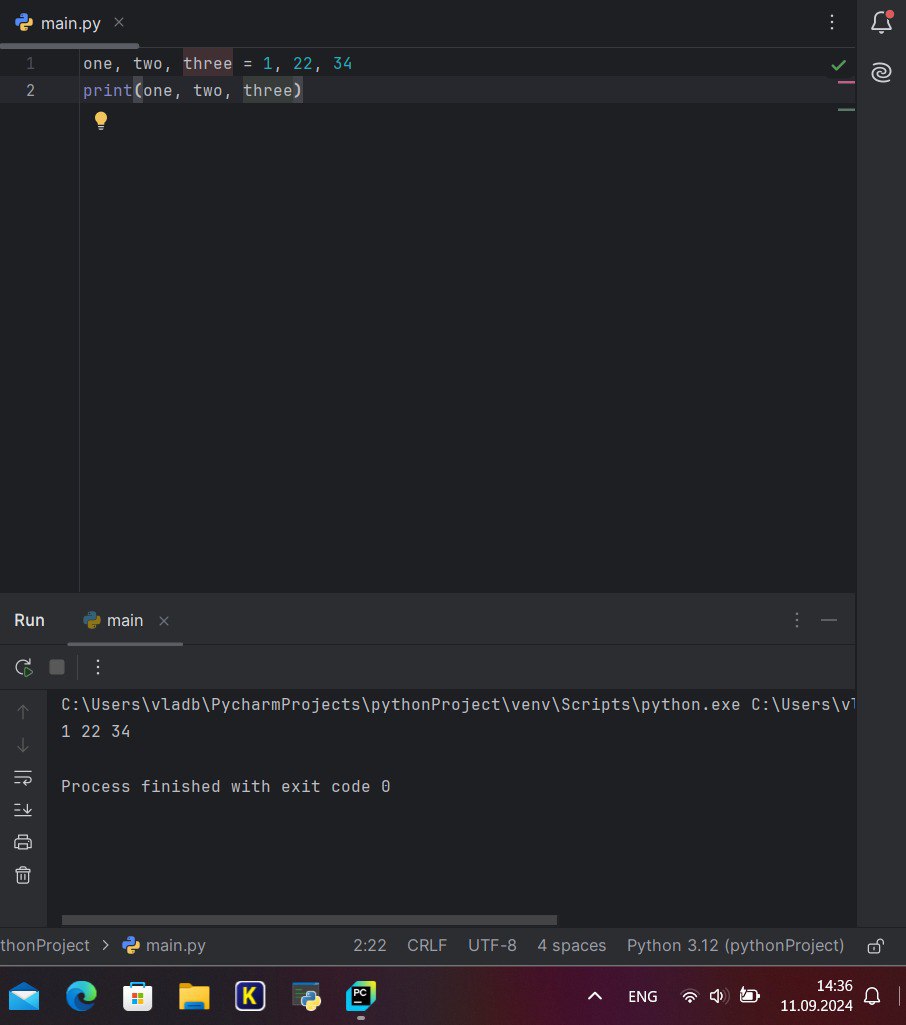 main.py
1 one, two, three = 1, 22, 34
2 print(one, two, three)
Run main
C:\Users\vladb\PycharmProjects\pythonProject\venv\Scripts\python.exe C:\Users\vl
1 22 34
Process finished with exit code 0
thonProject > main.py 2:22 CRLF UTF-8 4 spaces Python 3.12 (pythonProject)
K PC ENG 14:36
11.09.2024